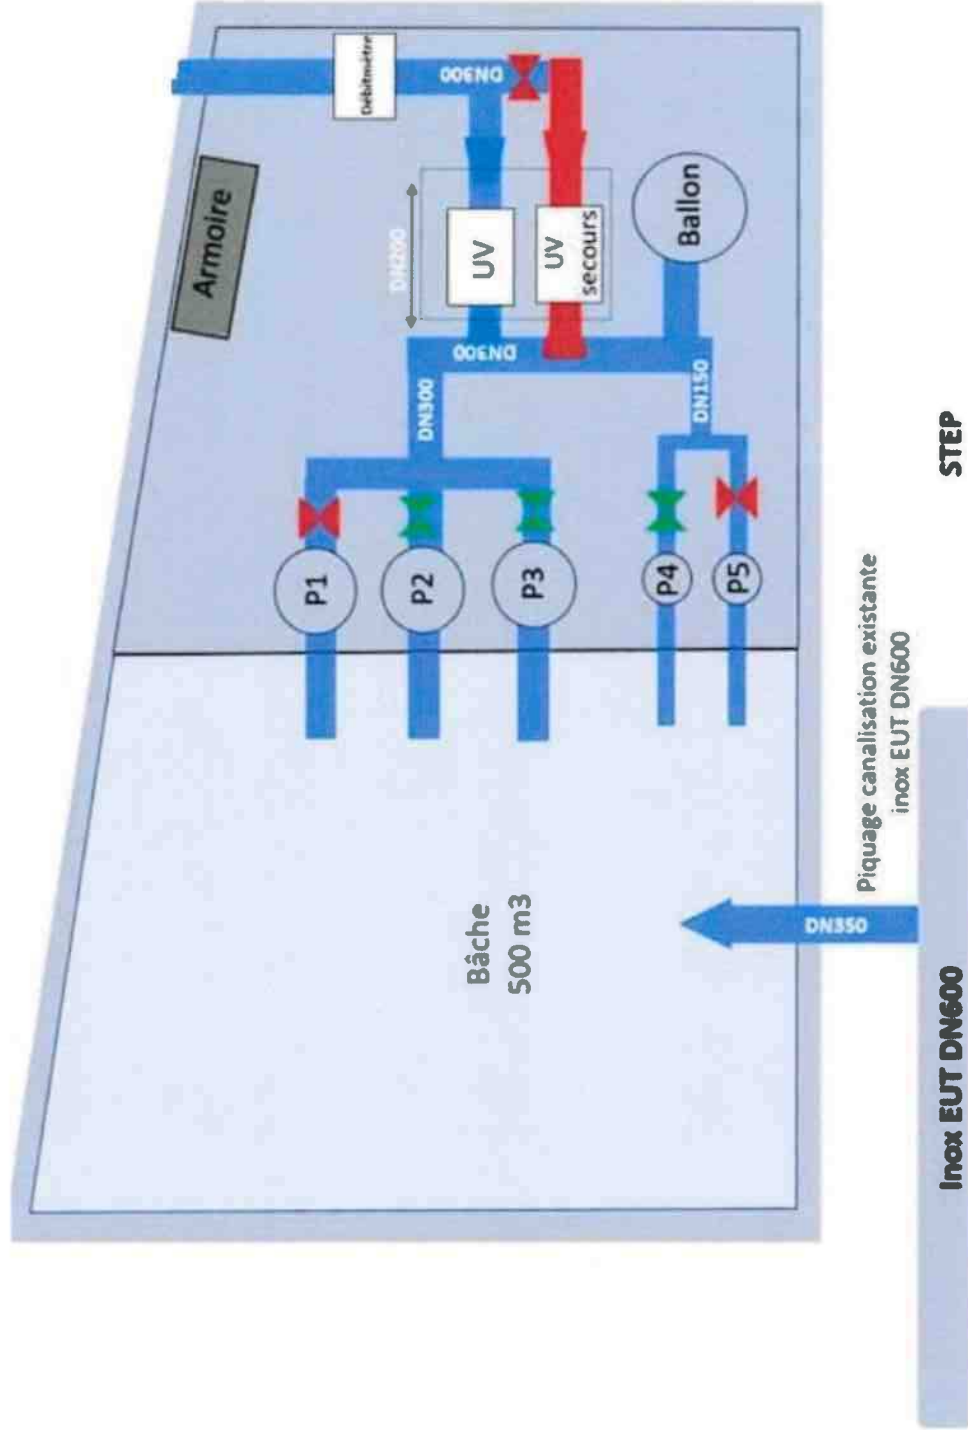 Armoire
Débitmètre
DN300
DN200
UV
UV
secours
Ballon
DN300
DN300
DN150
P1
P2
P3
P4
P5
Bâche
500 m3
DN350
Piquage canalisation existante
inox EUT DN600
Inox EUT DN600
STEP